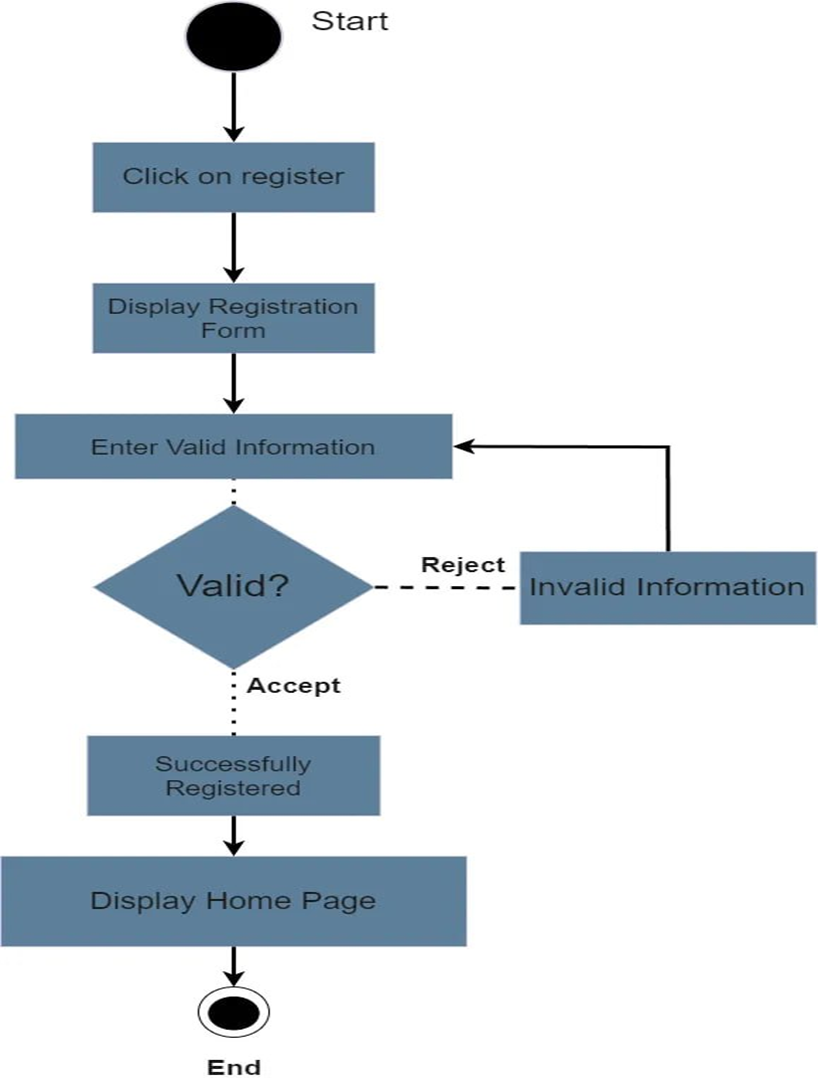 Start
Click on register
Display Registration
Form
Enter Valid Information
Valid?
Reject
Invalid Information
Accept
Successfully
Registered
Display Home Page
End